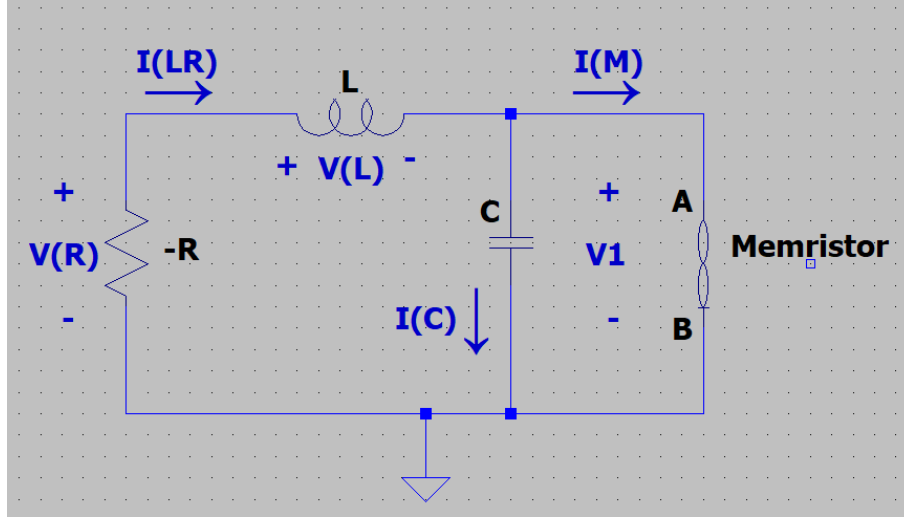 I(LR)
I(M)
L
+ V(L) -
+
+
C
A
V(R)
-R
V1
Memristor
-
I(C)
-
B